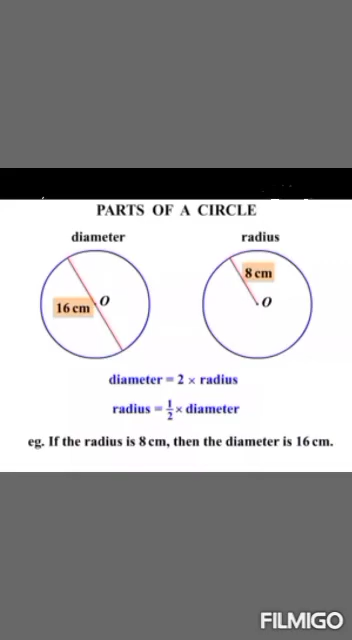 PARTS OF A CIRCLE
diameter radius
8 cm
O O
16 cm
diameter = 2 × radius
radius = 1/2 × diameter
eg. If the radius is 8 cm, then the diameter is 16 cm.
FILMIGO